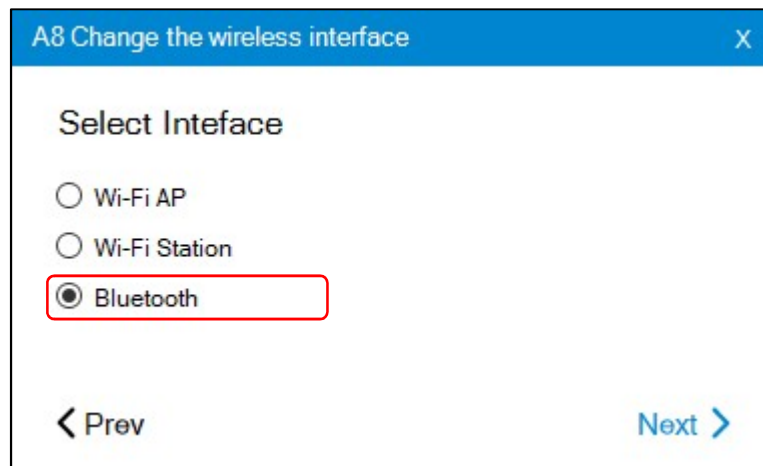 A8 Change the wireless interface X
Select Inteface
Wi-Fi AP
Wi-Fi Station
Bluetooth
Prev Next